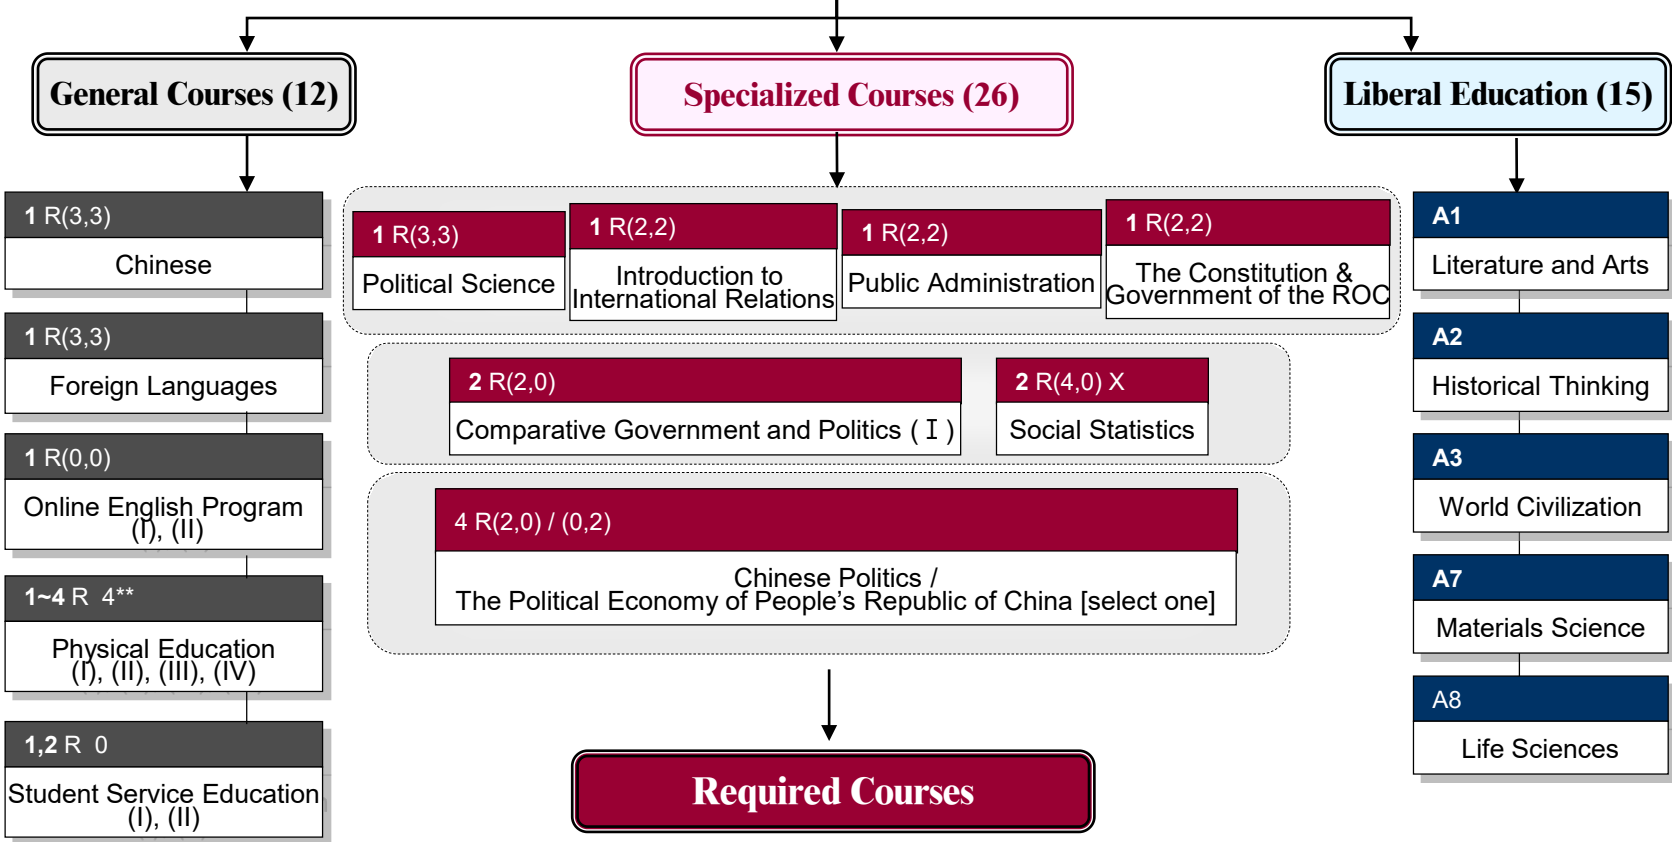 General Courses (12)
Specialized Courses (26)
Liberal Education (15)
1 R(3,3)
Chinese
1 R(3,3)
Foreign Languages
1 R(0,0)
Online English Program
(I), (II)
1~4 R 4**
Physical Education
(I), (II), (III), (IV)
1,2 R 0
Student Service Education
(I), (II)
1 R(3,3)
Political Science
1 R(2,2)
Introduction to
International Relations
1 R(2,2)
Public Administration
1 R(2,2)
The Constitution &
Government of the ROC
2 R(2,0)
Comparative Government and Politics (Ⅰ)
2 R(4,0) X
Social Statistics
4 R(2,0) / (0,2)
Chinese Politics /
The Political Economy of People’s Republic of China [select one]
Required Courses
A1
Literature and Arts
A2
Historical Thinking
A3
World Civilization
A7
Materials Science
A8
Life Sciences